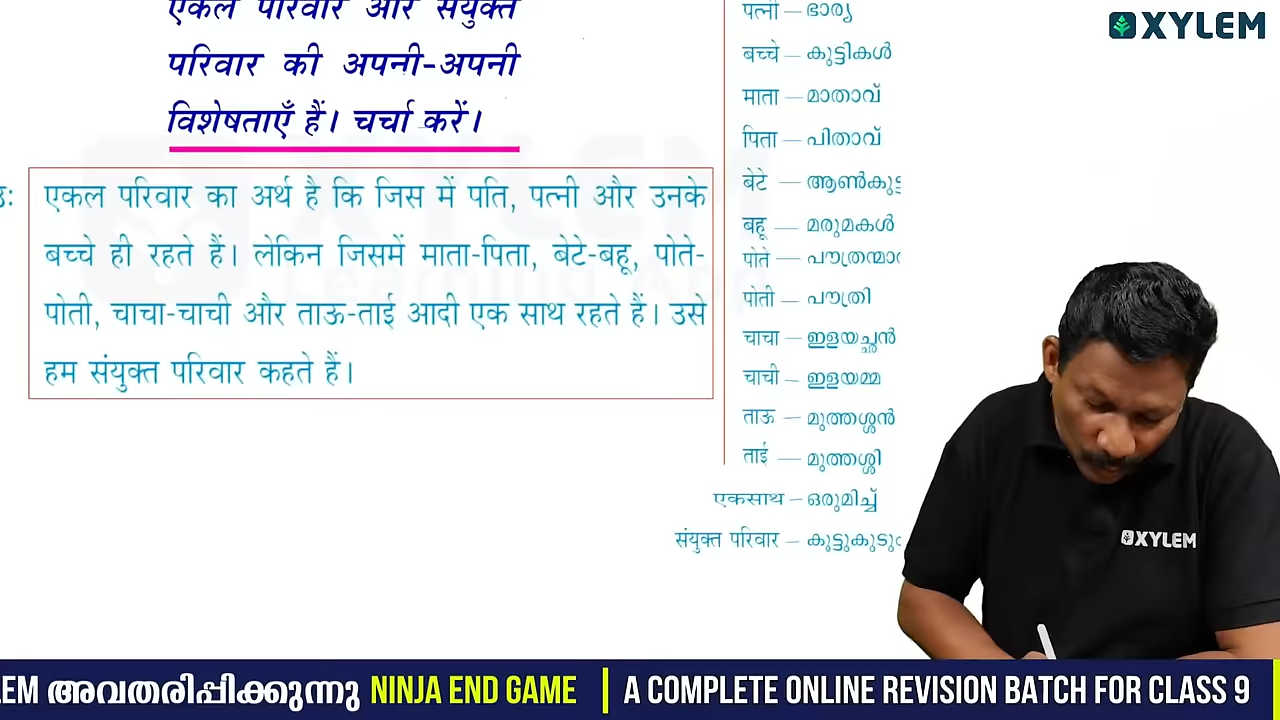 एकल परिवार और संयुक्त
परिवार की अपनी-अपनी
विशेषताएँ हैं। चर्चा करें।
एकल परिवार का अर्थ है कि जिस में पति, पत्नी और उनके
बच्चे ही रहते हैं। लेकिन जिसमें माता-पिता, बेटे-बहू, पोते-
पोती, चाचा-चाची और ताऊ-ताई आदी एक साथ रहते हैं। उसे
हम संयुक्त परिवार कहते हैं।
पत्नी – ഭാര്യ
बच्चे – കുട്ടികൾ
माता – മാതാവ്
पिता – പിതാവ്
बेटे – ആൺകുട്ട
बहू – മരുമകൾ
पोते – പൗത്രന്മാ
पोती – പൗത്രി
चाचा – ഇളയച്ഛൻ
चाची – ഇളയമ്മ
ताऊ – മുത്തശ്ശൻ
ताई – മുത്തശ്ശി
एकसाथ – ഒരുമിച്ച്
संयुक्त परिवार – കൂട്ടുകുടു
XYLEM
XYLEM
LEM അവതരിപ്പിക്കുന്നു NINJA END GAME | A COMPLETE ONLINE REVISION BATCH FOR CLASS 9